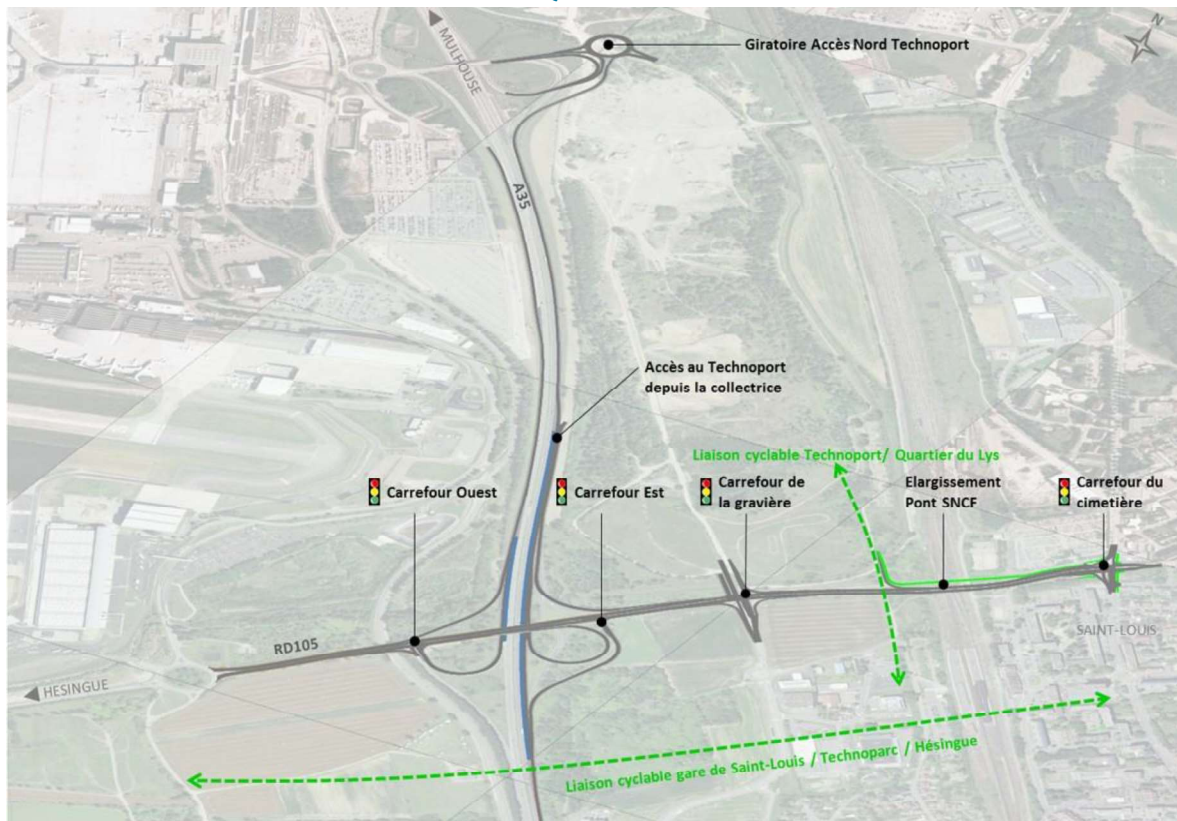 N
Giratoire Accès Nord Technoport
MULHOUSE
A35
Accès au Technoport
depuis la collectrice
Liaison cyclable Technoport/ Quartier du Lys
Carrefour Ouest
Carrefour Est
Carrefour de
la gravière
Elargissement
Pont SNCF
Carrefour du
cimetière
SAINT-LOUIS
RD105
HESINGUE
Liaison cyclable gare de Saint-Louis / Technoparc / Hésingue